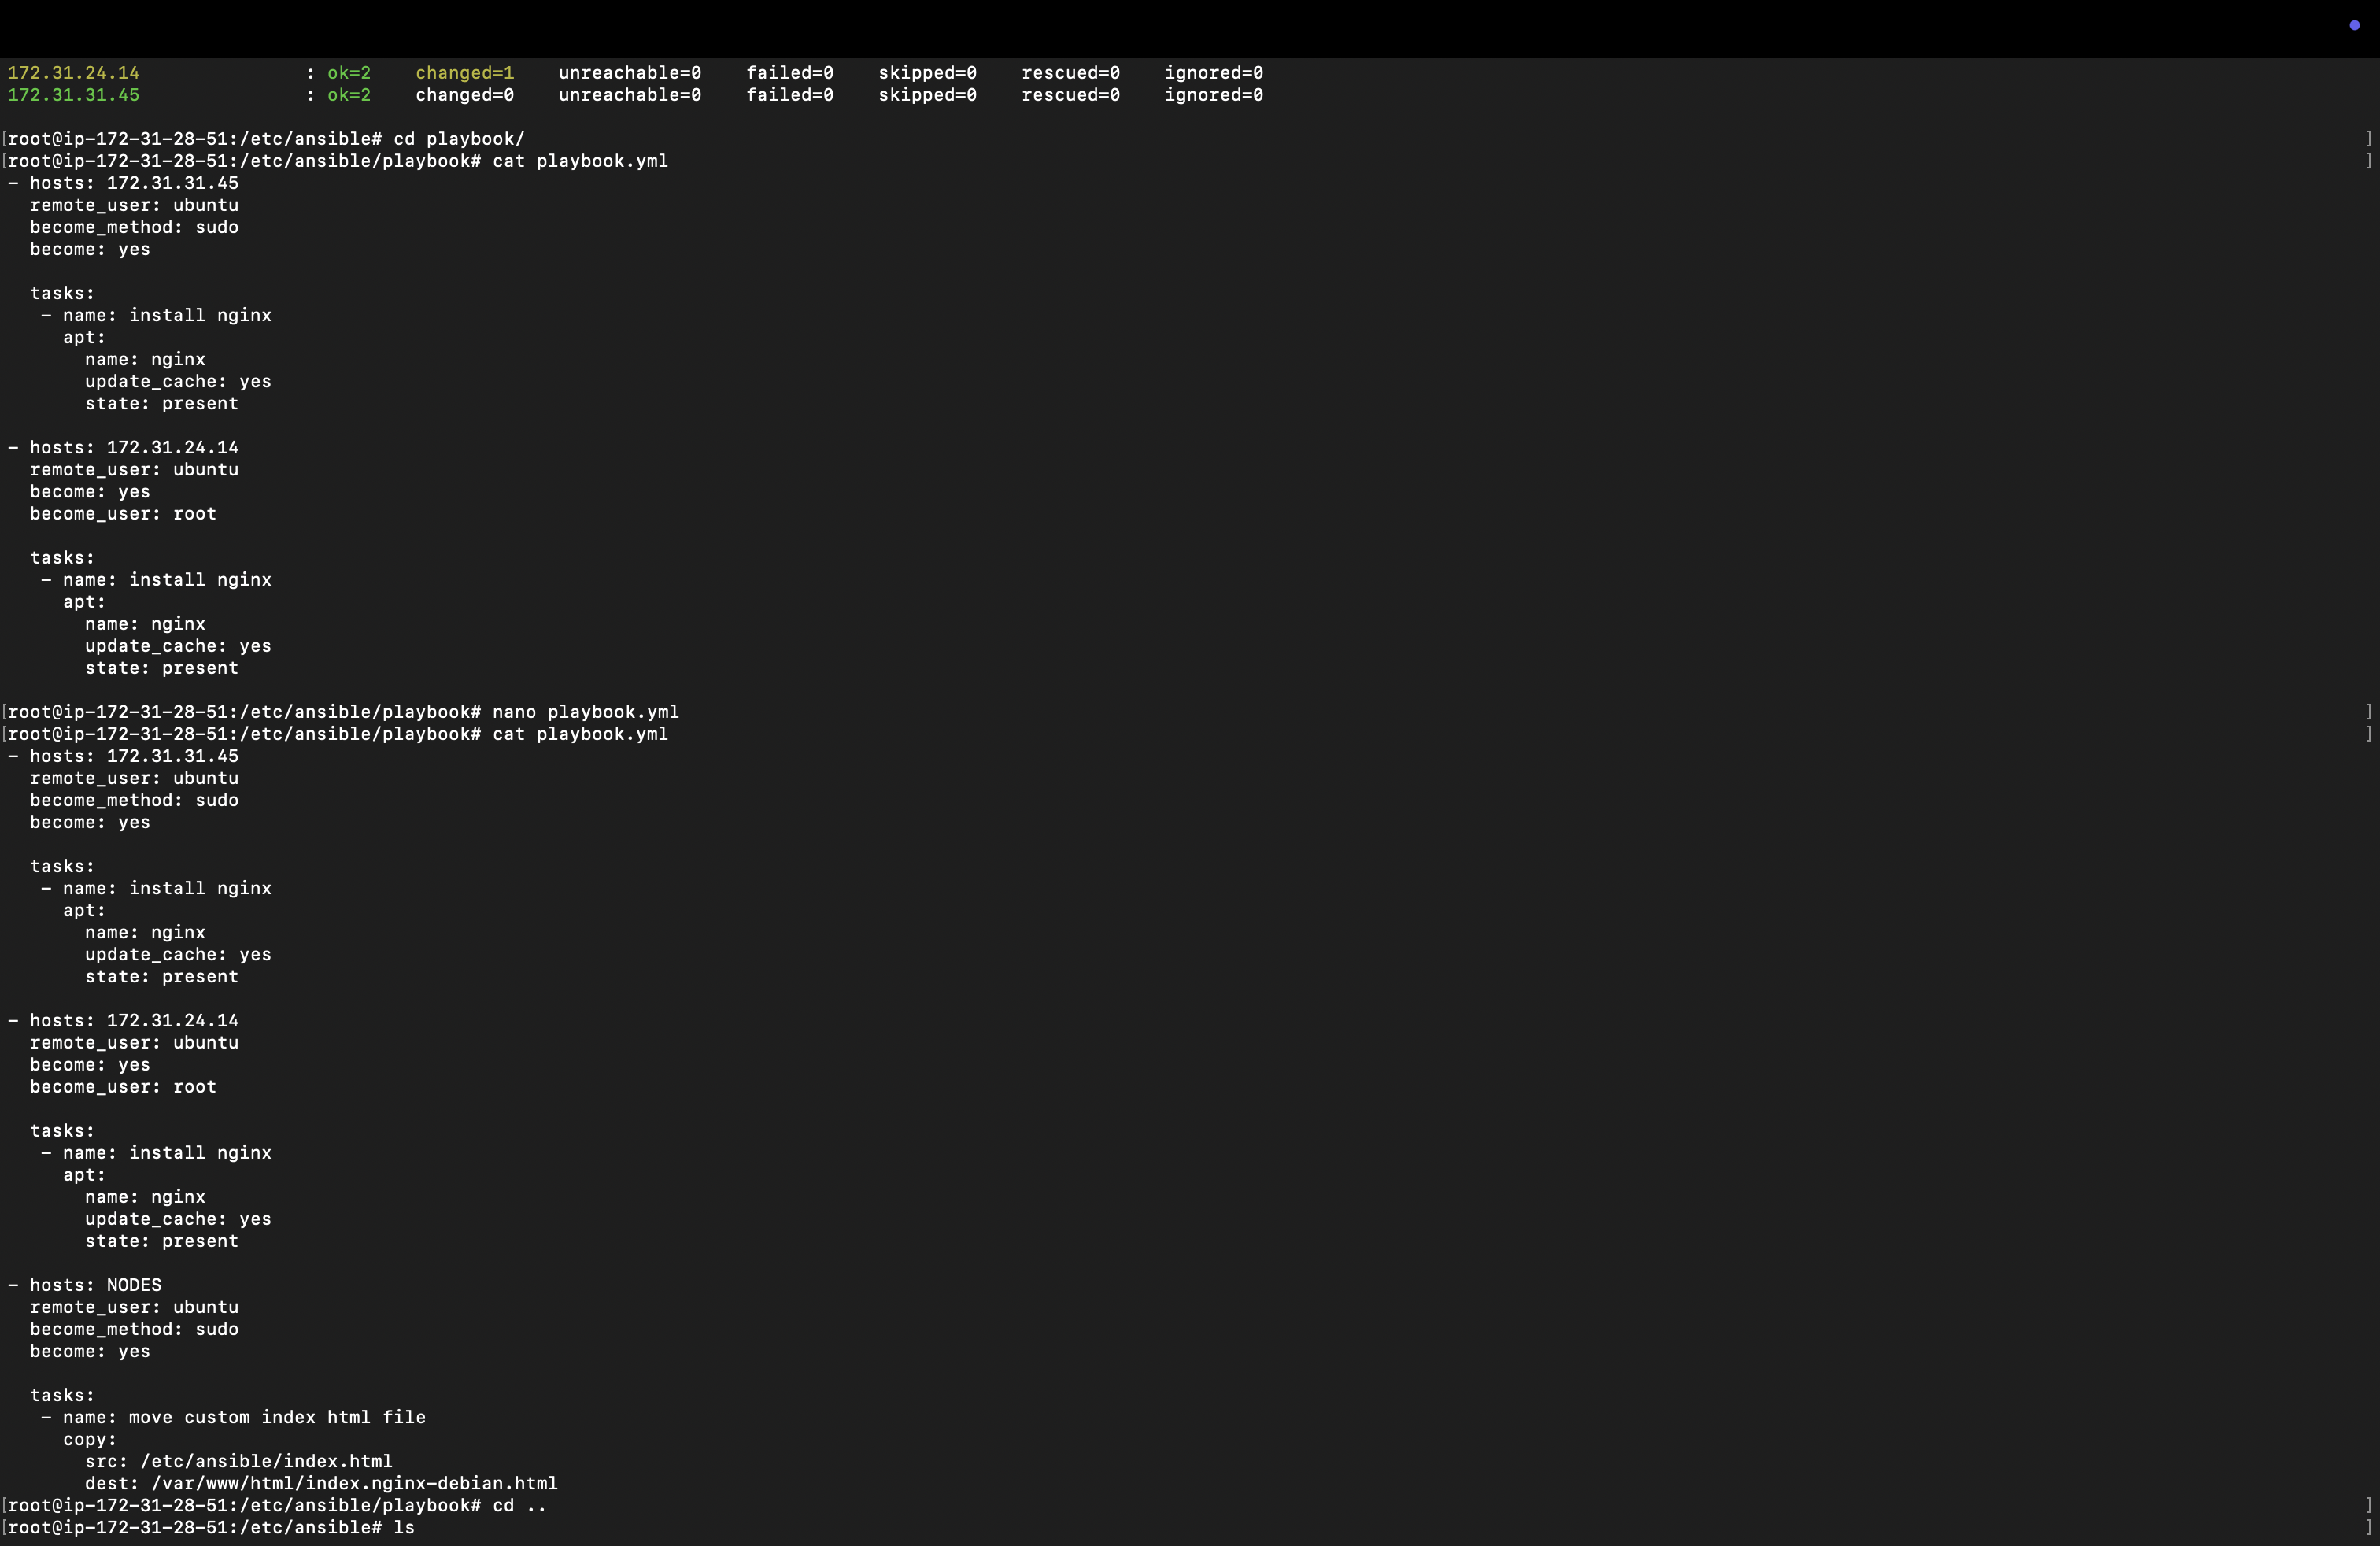 172.31.24.14               : ok=2    changed=1    unreachable=0    failed=0    skipped=0    rescued=0    ignored=0
172.31.31.45               : ok=2    changed=0    unreachable=0    failed=0    skipped=0    rescued=0    ignored=0

[root@ip-172-31-28-51:/etc/ansible# cd playbook/ ]
[root@ip-172-31-28-51:/etc/ansible/playbook# cat playbook.yml ]
- hosts: 172.31.31.45
  remote_user: ubuntu
  become_method: sudo
  become: yes

  tasks:
   - name: install nginx
     apt:
       name: nginx
       update_cache: yes
       state: present

- hosts: 172.31.24.14
  remote_user: ubuntu
  become: yes
  become_user: root

  tasks:
   - name: install nginx
     apt:
       name: nginx
       update_cache: yes
       state: present

[root@ip-172-31-28-51:/etc/ansible/playbook# nano playbook.yml ]
[root@ip-172-31-28-51:/etc/ansible/playbook# cat playbook.yml ]
- hosts: 172.31.31.45
  remote_user: ubuntu
  become_method: sudo
  become: yes

  tasks:
   - name: install nginx
     apt:
       name: nginx
       update_cache: yes
       state: present

- hosts: 172.31.24.14
  remote_user: ubuntu
  become: yes
  become_user: root

  tasks:
   - name: install nginx
     apt:
       name: nginx
       update_cache: yes
       state: present

- hosts: NODES
  remote_user: ubuntu
  become_method: sudo
  become: yes

  tasks:
   - name: move custom index html file
     copy:
       src: /etc/ansible/index.html
       dest: /var/www/html/index.nginx-debian.html
[root@ip-172-31-28-51:/etc/ansible/playbook# cd .. ]
[root@ip-172-31-28-51:/etc/ansible# ls ]